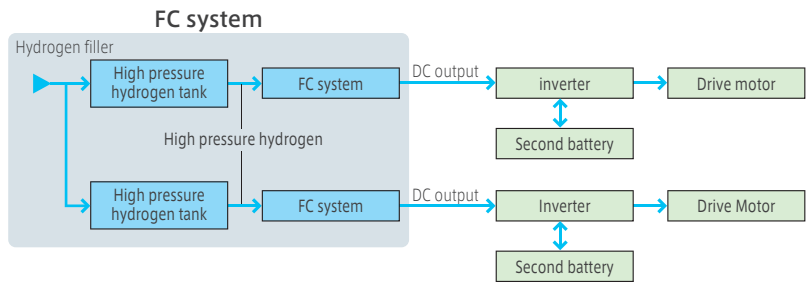 FC system
Hydrogen filler
High pressure
hydrogen tank
FC system
DC output
inverter
Drive motor
High pressure hydrogen
Second battery
High pressure
hydrogen tank
FC system
DC output
Inverter
Drive Motor
Second battery